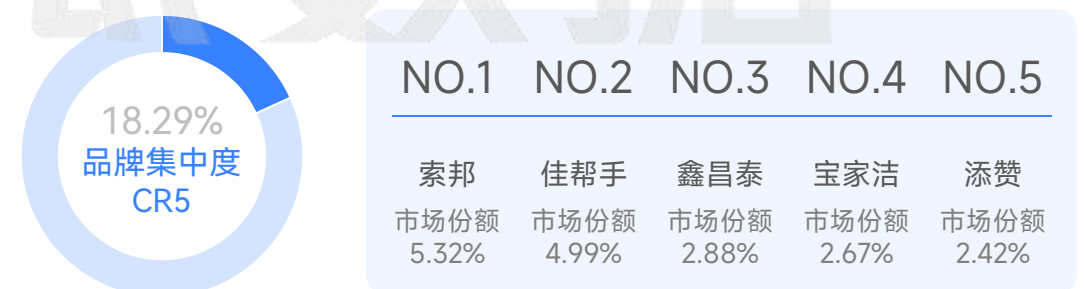 18.29%
品牌集中度
CR5
NO.1 NO.2 NO.3 NO.4 NO.5
索邦 佳帮手 鑫昌泰 宝家洁 添赞
市场份额 市场份额 市场份额 市场份额 市场份额
5.32% 4.99% 2.88% 2.67% 2.42%